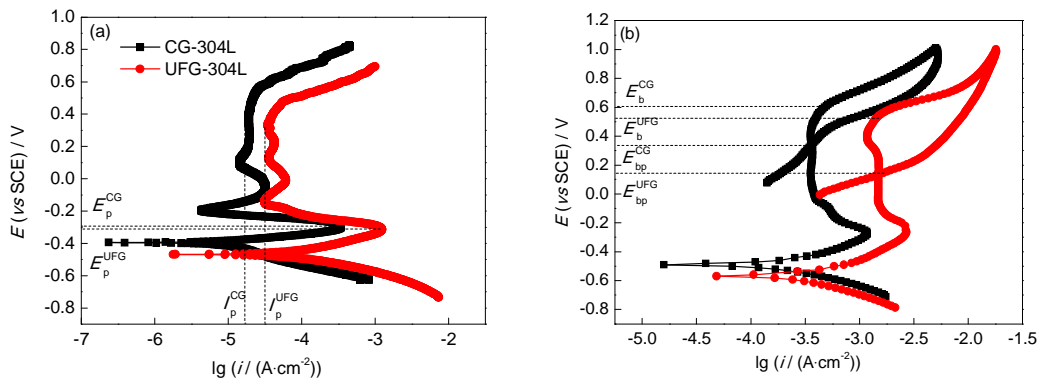 (a)
CG-304L
UFG-304L
E_p^CG
E_p^UFG
I_p^CG
I_p^UFG
1.0
0.8
0.6
0.4
0.2
0.0
-0.2
-0.4
-0.6
-0.8
E (vs SCE) / V
-7
-6
-5
-4
-3
-2
lg (i / (A·cm⁻²))
(b)
E_b^CG
E_b^UFG
E_bp^CG
E_bp^UFG
1.0
0.8
0.6
0.4
0.2
0.0
-0.2
-0.4
-0.6
-0.8
E (vs SCE) / V
-5.0
-4.5
-4.0
-3.5
-3.0
-2.5
-2.0
-1.5
lg (i / (A·cm⁻²))